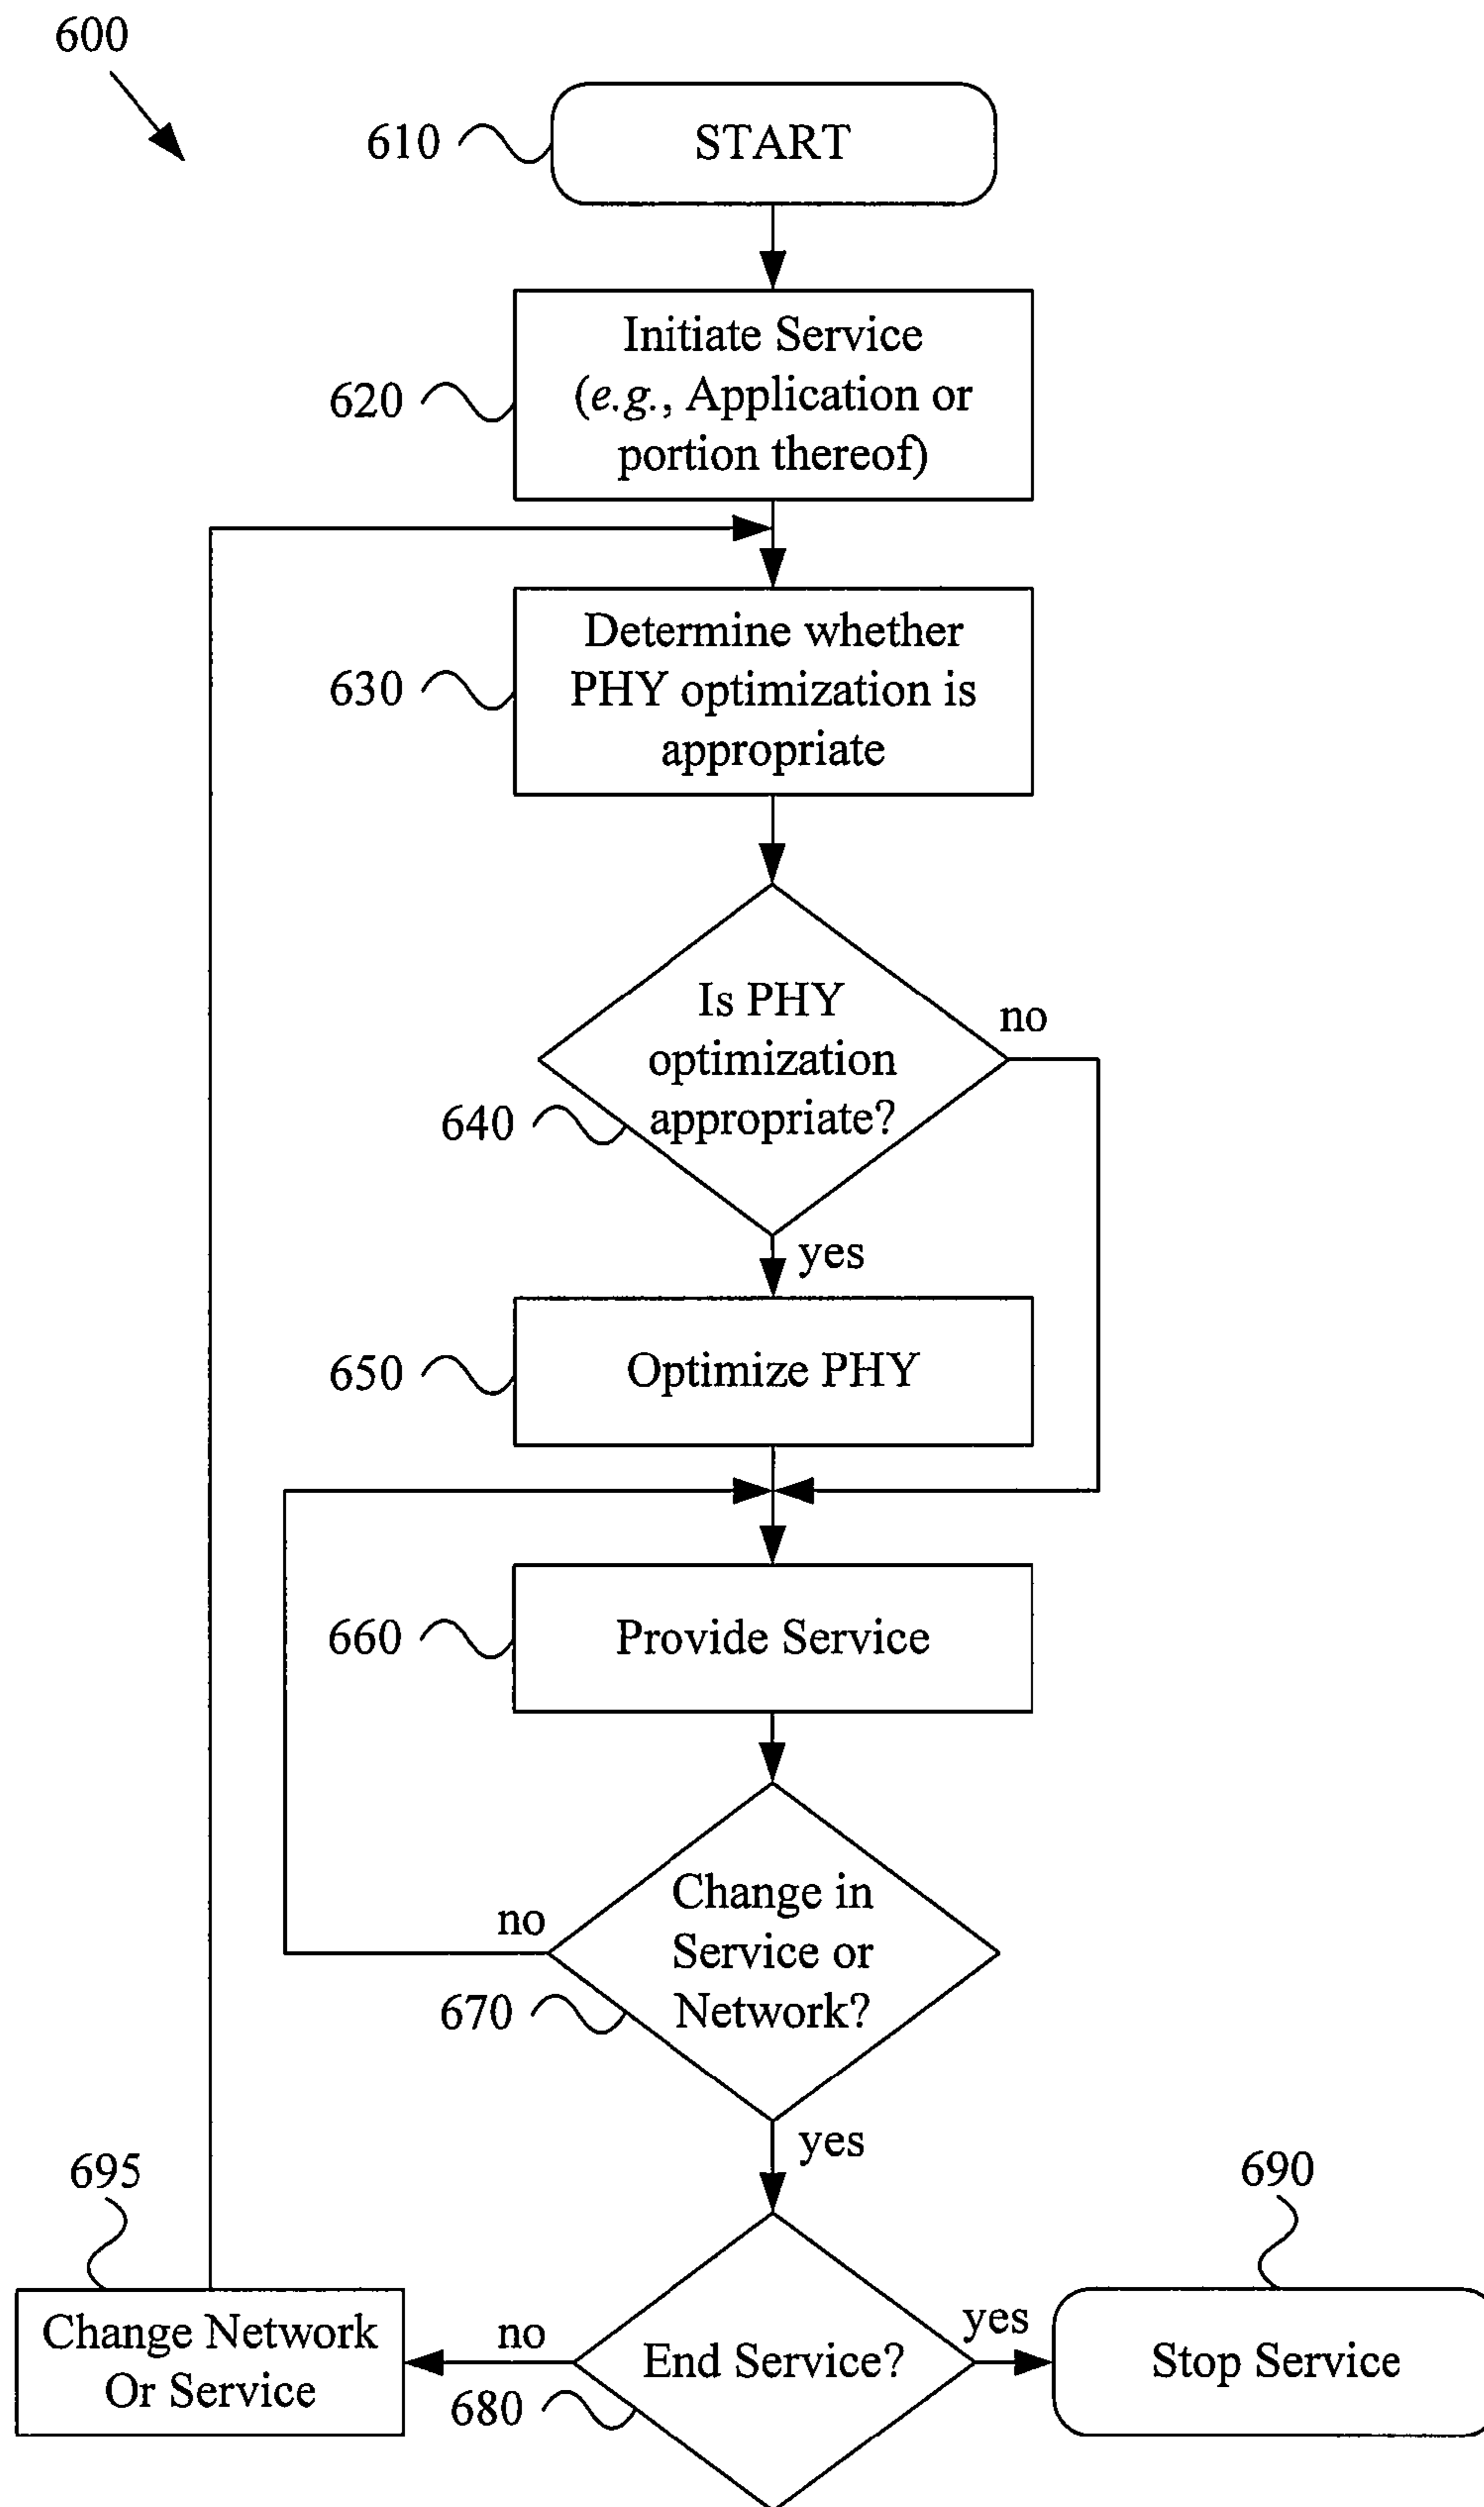 600
610
START
620
Initiate Service
(e.g., Application or
portion thereof)
630
Determine whether
PHY optimization is
appropriate
Is PHY
optimization
appropriate?
no
640
yes
650
Optimize PHY
660
Provide Service
Change in
Service or
Network?
no
670
yes
695
690
Change Network
Or Service
no
End Service?
yes
Stop Service
680